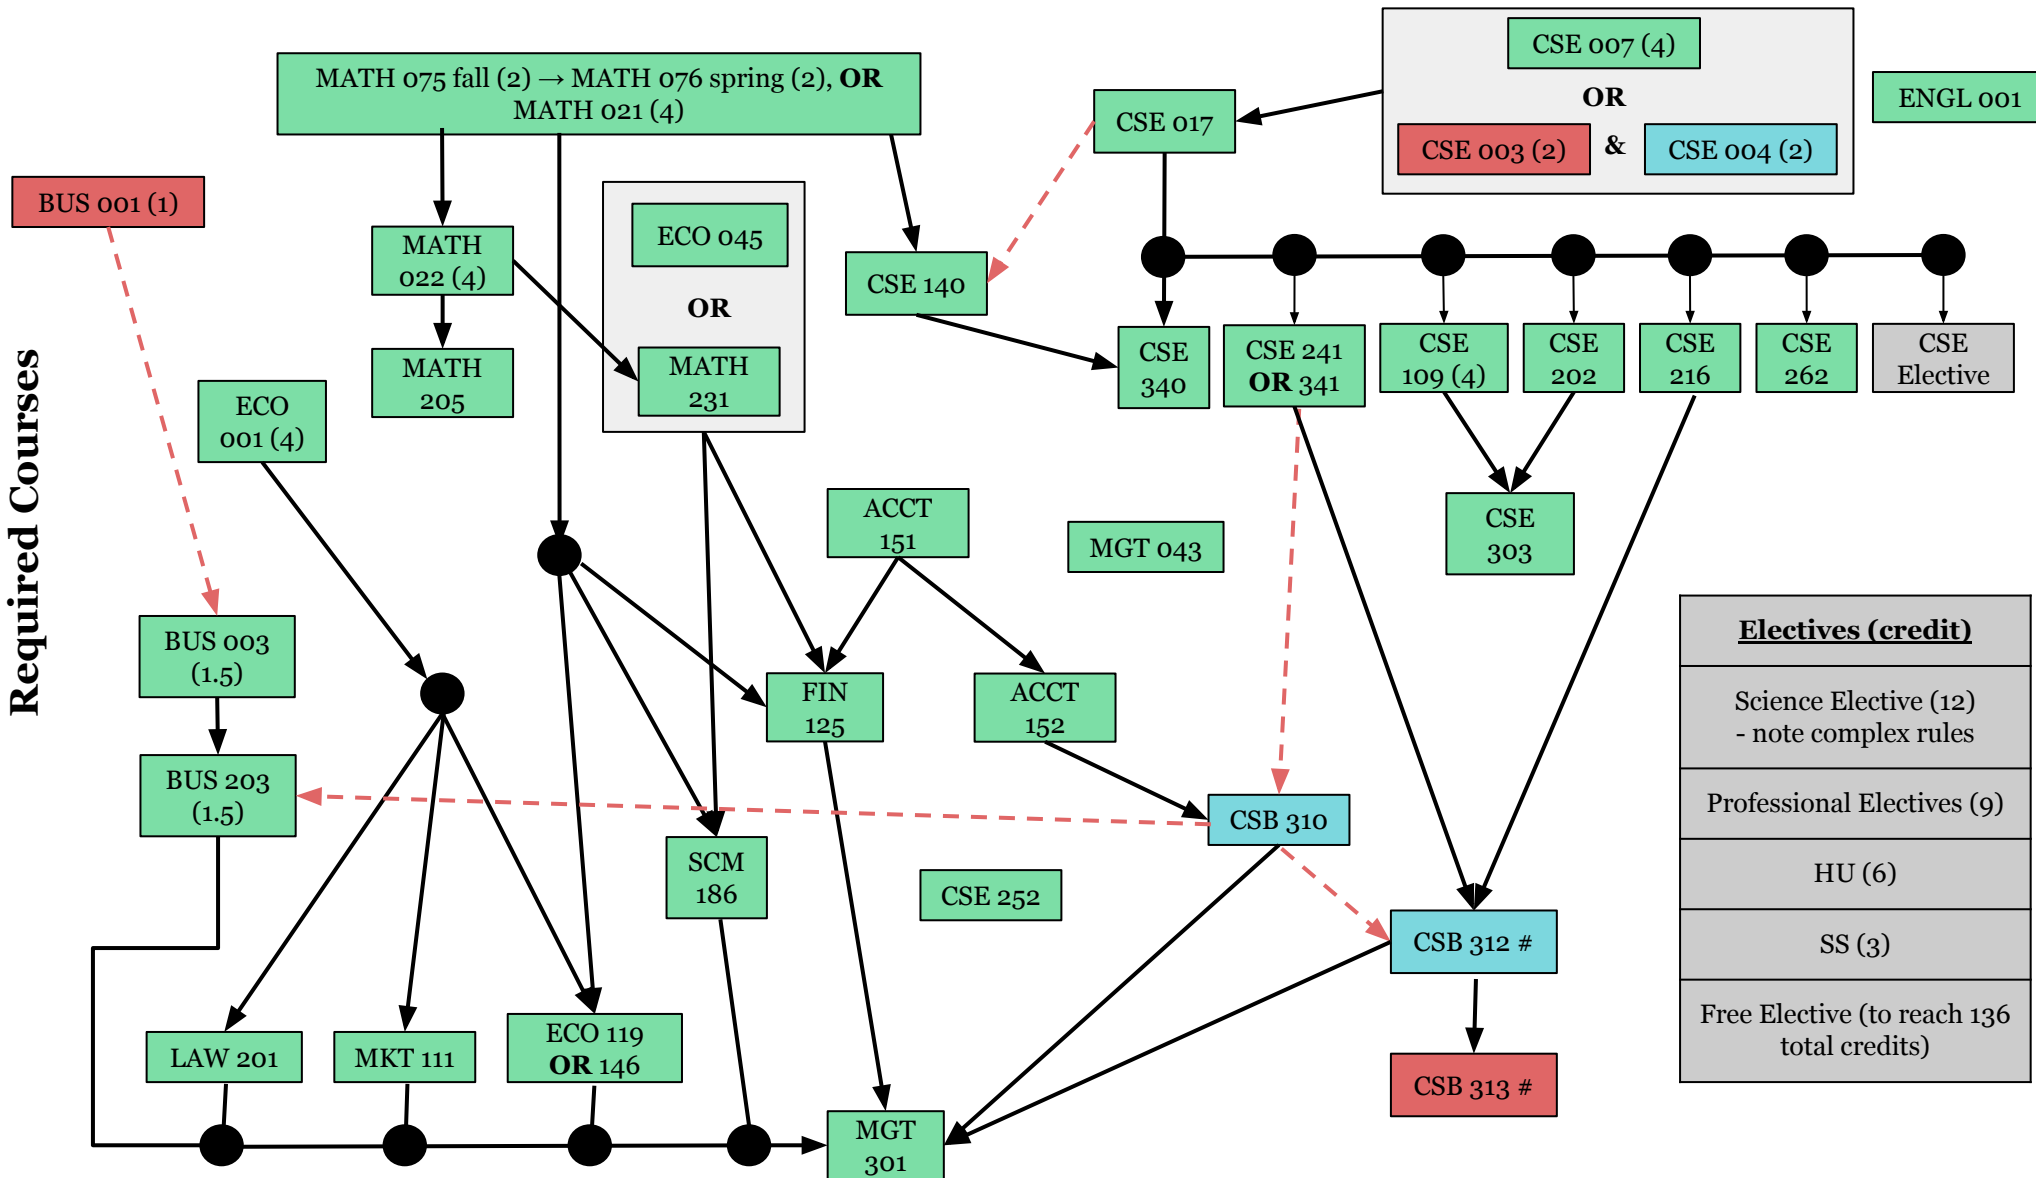 Required Courses
MATH 075 fall (2) → MATH 076 spring (2), OR
MATH 021 (4)
CSE 007 (4)
OR
CSE 003 (2)
&
CSE 004 (2)
ENGL 001
CSE 017
BUS 001 (1)
MATH
022 (4)
ECO 045
OR
MATH
231
CSE 140
MATH
205
ECO
001 (4)
CSE
340
CSE 241
OR 341
CSE
109 (4)
CSE
202
CSE
216
CSE
262
CSE
Elective
ACCT
151
MGT 043
CSE
303
BUS 003
(1.5)
FIN
125
ACCT
152
BUS 203
(1.5)
CSB 310
SCM
186
CSE 252
CSB 312 #
LAW 201
MKT 111
ECO 119
OR 146
CSB 313 #
MGT
301
Electives (credit)
Science Elective (12)
- note complex rules
Professional Electives (9)
HU (6)
SS (3)
Free Elective (to reach 136
total credits)